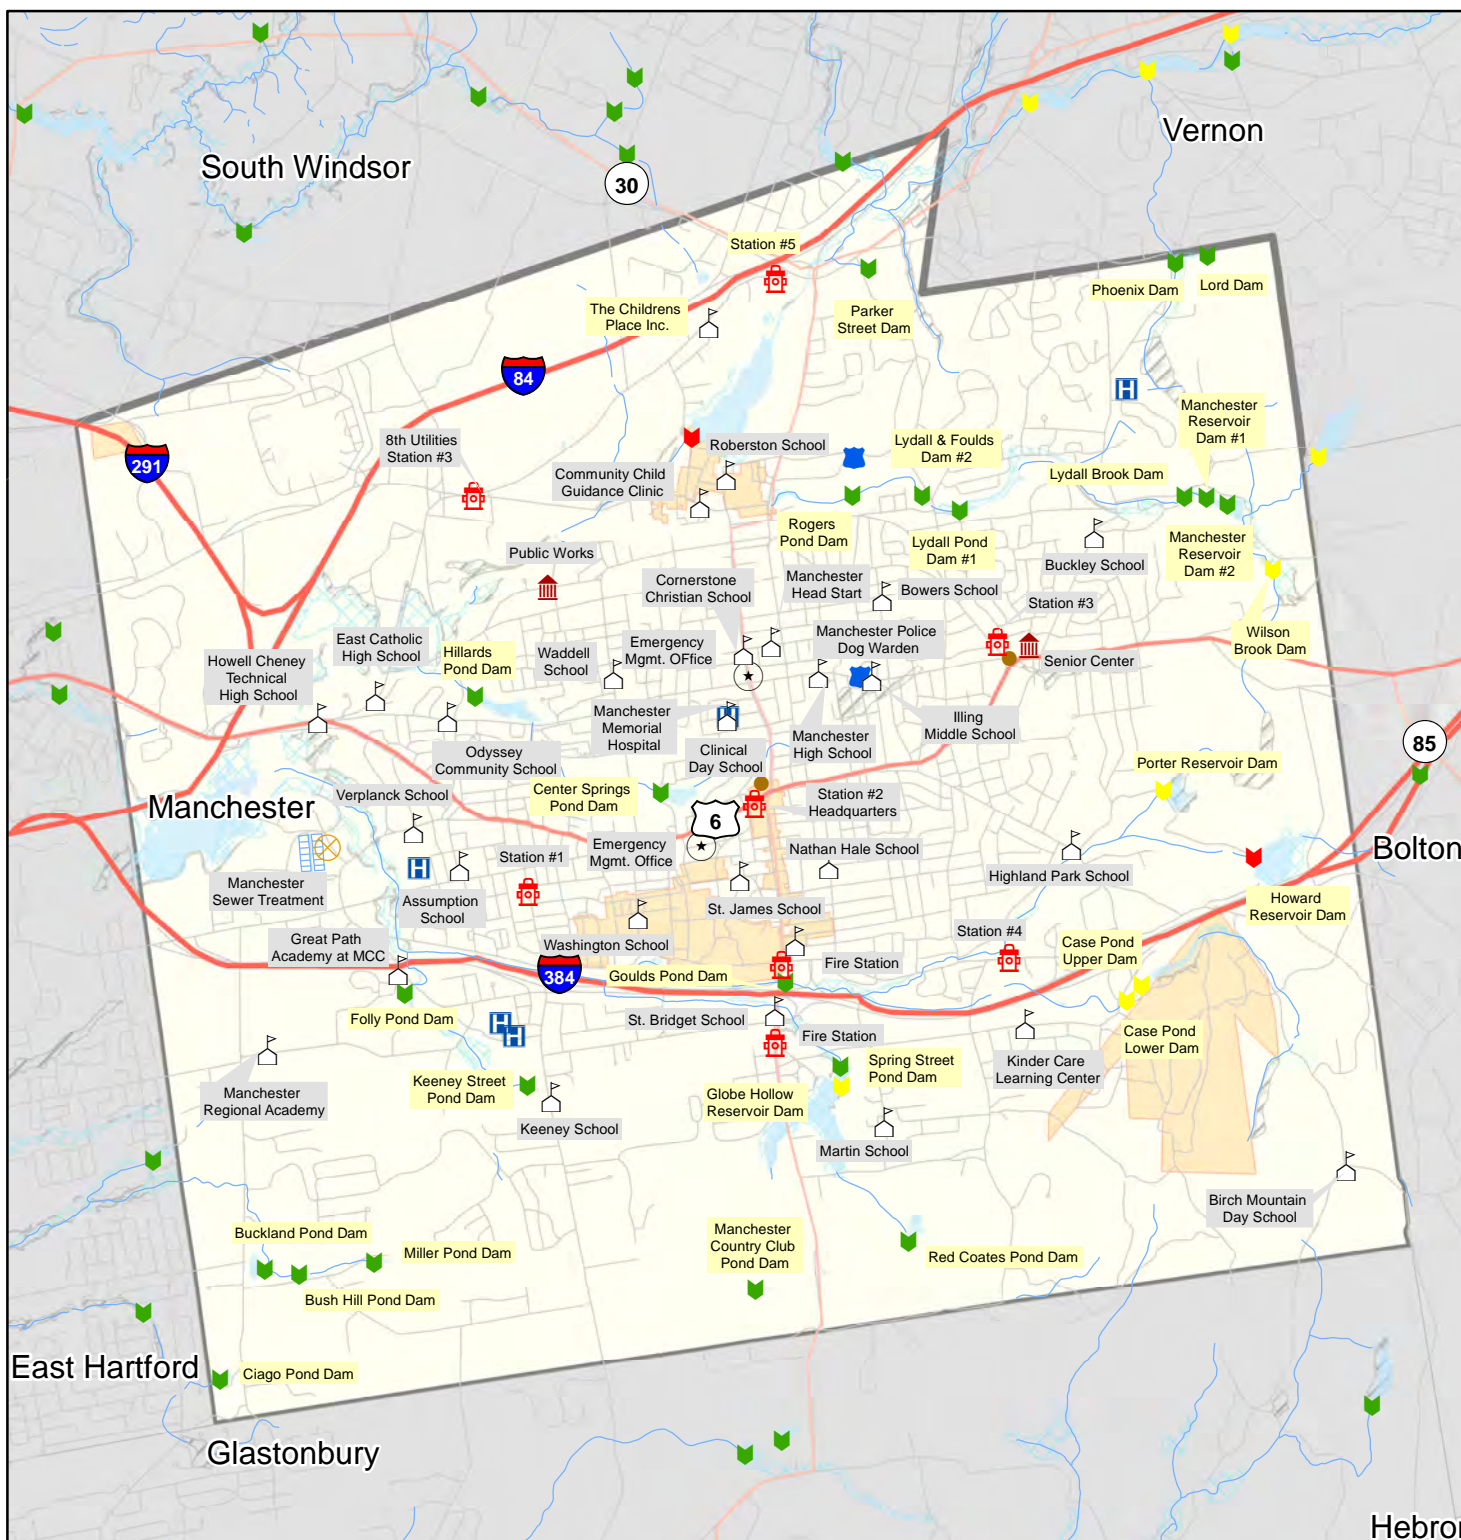 South Windsor
Vernon
30
Station #5
Phoenix Dam
Lord Dam
The Childrens
Place Inc.
Parker
Street Dam
84
291
8th Utilities
Station #3
Roberston School
Community Child
Guidance Clinic
Lydall & Foulds
Dam #2
Manchester
Reservoir
Dam #1
Lydall Brook Dam
Rogers
Pond Dam
Lydall Pond
Dam #1
Buckley School
Manchester
Reservoir
Dam #2
Public Works
Cornerstone
Christian School
Manchester
Head Start
Bowers School
Station #3
Wilson
Brook Dam
East Catholic
High School
Hillards
Pond Dam
Waddell
School
Emergency
Mgmt. OFfice
Manchester Police
Dog Warden
Senior Center
Howell Cheney
Technical
High School
Manchester
Memorial
Hospital
Clinical
Day School
Manchester
High School
Illing
Middle School
85
Odyssey
Community School
Center Springs
Pond Dam
Porter Reservoir Dam
Manchester
Verplanck School
6
Station #2
Headquarters
Emergency
Mgmt. Office
Nathan Hale School
Bolton
Station #1
Highland Park School
Manchester
Sewer Treatment
Assumption
School
St. James School
Howard
Reservoir Dam
Great Path
Academy at MCC
Washington School
Station #4
Case Pond
Upper Dam
384
Goulds Pond Dam
Fire Station
Folly Pond Dam
St. Bridget School
Fire Station
Case Pond
Lower Dam
Kinder Care
Learning Center
Spring Street
Pond Dam
Manchester
Regional Academy
Keeney Street
Pond Dam
Globe Hollow
Reservoir Dam
Keeney School
Martin School
Birch Mountain
Day School
Buckland Pond Dam
Miller Pond Dam
Manchester
Country Club
Pond Dam
Red Coates Pond Dam
Bush Hill Pond Dam
East Hartford
Ciago Pond Dam
Glastonbury
Hebron